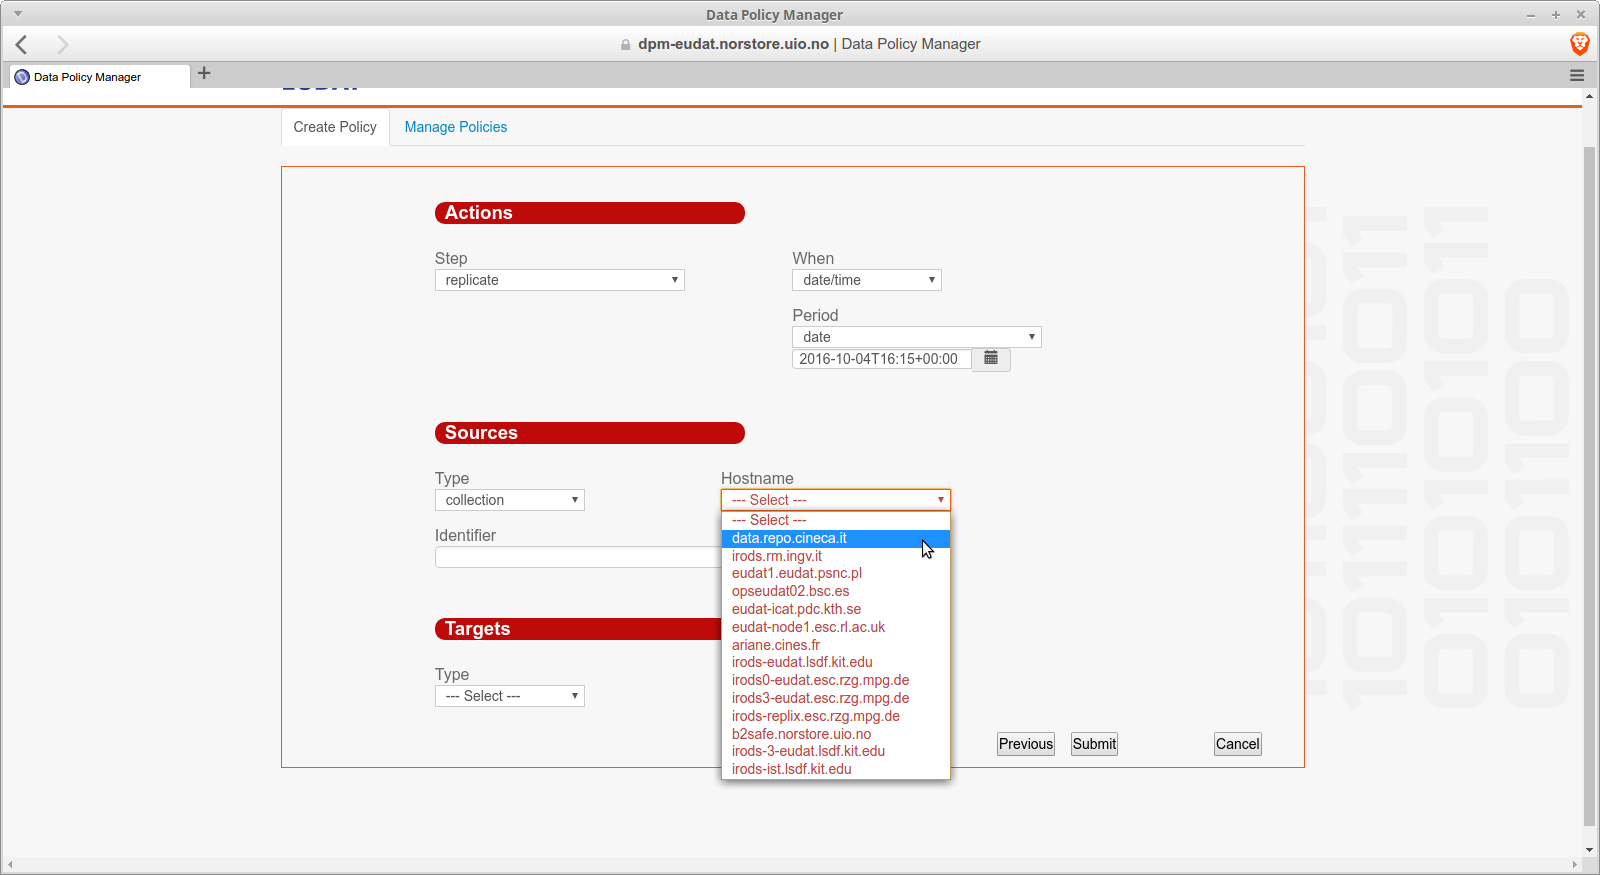 Data Policy Manager
dpm-eudat.norstore.uio.no | Data Policy Manager
Data Policy Manager
Create Policy
Manage Policies
Actions
Step
When
replicate
date/time
Period
date
2016-10-04T16:15+00:00
Sources
Type
Hostname
collection
--- Select ---
--- Select ---
data.repo.cineca.it
Identifier
irods.rm.ingv.it
eudat1.eudat.psnc.pl
opseudat02.bsc.es
eudat-icat.pdc.kth.se
Targets
eudat-node1.esc.rl.ac.uk
ariane.cines.fr
irods-eudat.lsdf.kit.edu
Type
irods0-eudat.esc.rzg.mpg.de
--- Select ---
irods3-eudat.esc.rzg.mpg.de
irods-replix.esc.rzg.mpg.de
b2safe.norstore.uio.no
irods-3-eudat.lsdf.kit.edu
irods-ist.lsdf.kit.edu
Previous
Submit
Cancel